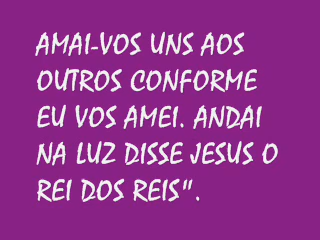 AMAI-VOS UNS AOS
OUTROS CONFORME
EU VOS AMEI. ANDAI
NA LUZ DISSE JESUS O
REI DOS REIS".